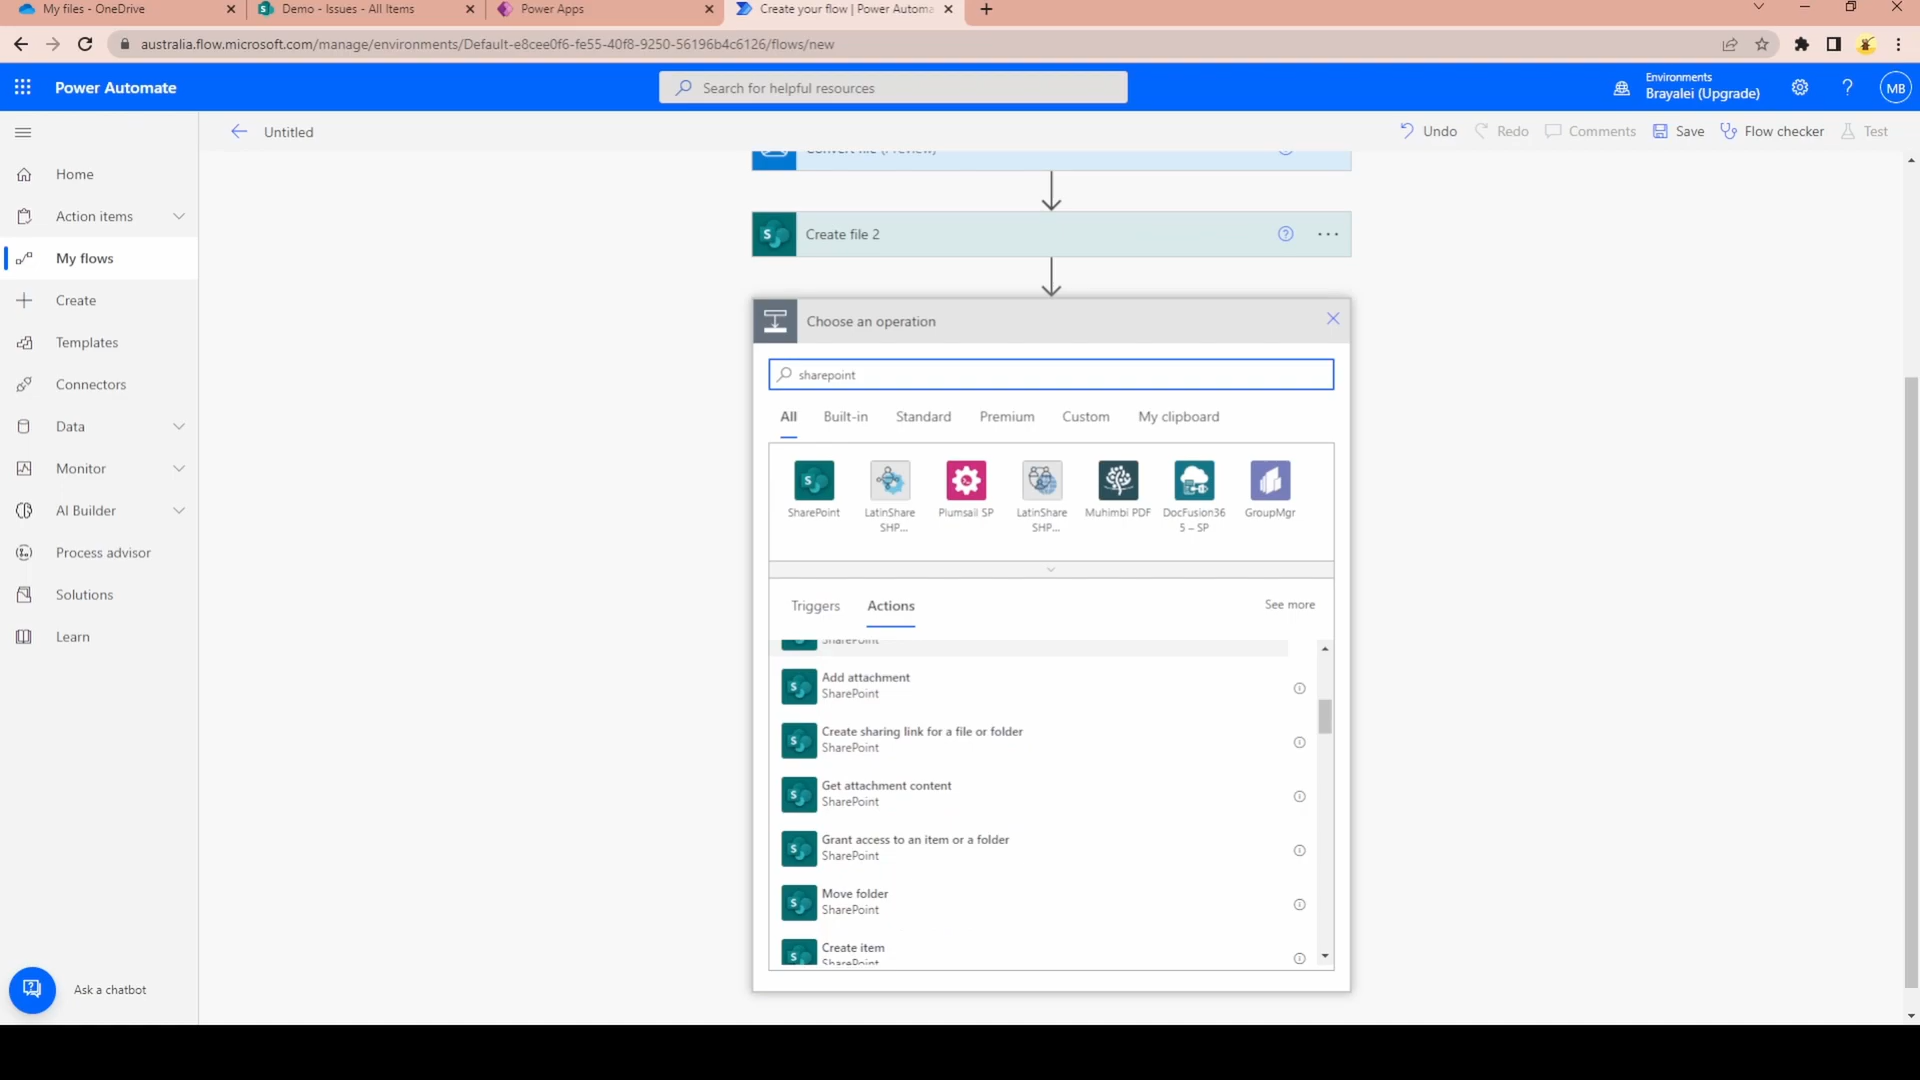 My files - OneDrive
Demo - Issues - All Items
Power Apps
Create your flow | Power Automa
australia.flow.microsoft.com/manage/environments/Default-e8cee0f6-fe55-40f8-9250-56196b4c6126/flows/new
Power Automate
Search for helpful resources
Environments
Brayalei (Upgrade)
MB
Untitled
Undo
Redo
Comments
Save
Flow checker
Test
Home
Action items
My flows
Create
Templates
Connectors
Data
Monitor
AI Builder
Process advisor
Solutions
Learn
Ask a chatbot
Convert file (Preview)
Create file 2
Choose an operation
sharepoint
All
Built-in
Standard
Premium
Custom
My clipboard
SharePoint
LatinShare
SHP...
Plumsail SP
LatinShare
SHP...
Muhimbi PDF
DocFusion36
5 – SP
GroupMgr
Triggers
Actions
See more
SharePoint
Add attachment
SharePoint
Create sharing link for a file or folder
SharePoint
Get attachment content
SharePoint
Grant access to an item or a folder
SharePoint
Move folder
SharePoint
Create item
SharePoint